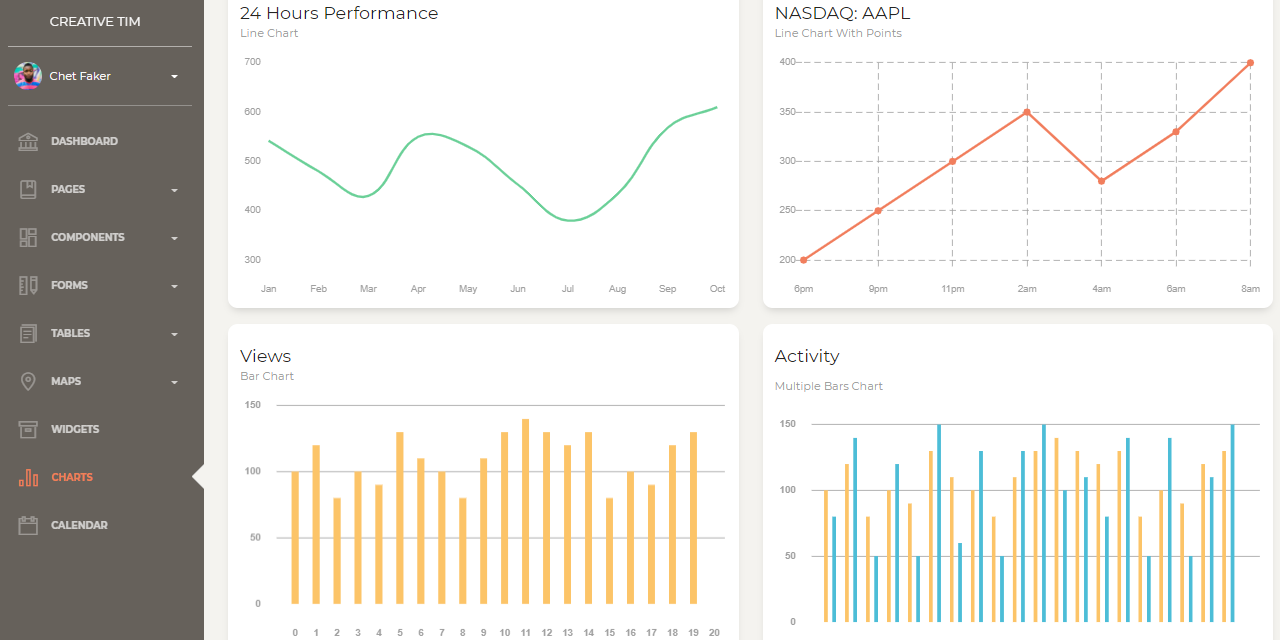 CREATIVE TIM
Chet Faker
DASHBOARD
PAGES
COMPONENTS
FORMS
TABLES
MAPS
WIDGETS
CHARTS
CALENDAR
24 Hours Performance
Line Chart
700
600
500
400
300
Jan Feb Mar Apr May Jun Jul Aug Sep Oct
NASDAQ: AAPL
Line Chart With Points
400
350
300
250
200
6pm 9pm 11pm 2am 4am 6am 8am
Views
Bar Chart
150
100
50
0
0 1 2 3 4 5 6 7 8 9 10 11 12 13 14 15 16 17 18 19 20
Activity
Multiple Bars Chart
150
100
50
0